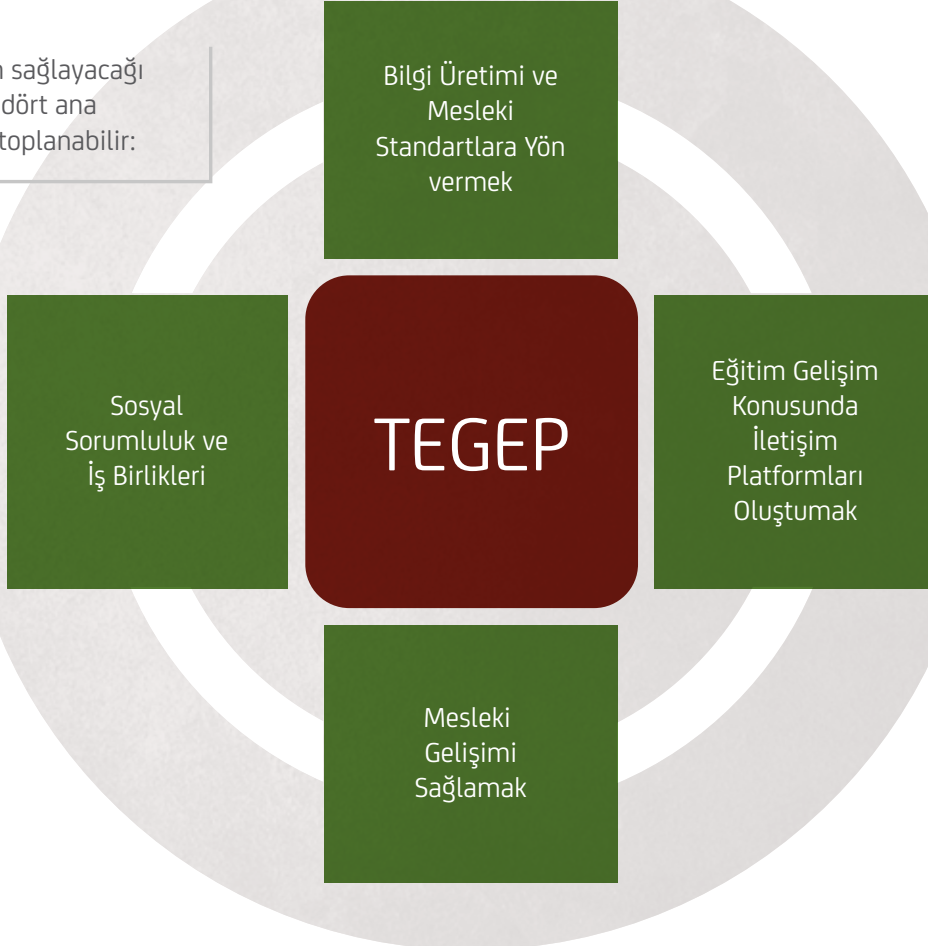 sağlayacağı
dört ana
toplanabilir:
Bilgi Üretimi ve
Mesleki
Standartlara Yön
vermek
Sosyal
Sorumluluk ve
İş Birlikleri
TEGEP
Eğitim Gelişim
Konusunda
İletişim
Platformları
Oluştumak
Mesleki
Gelişimi
Sağlamak